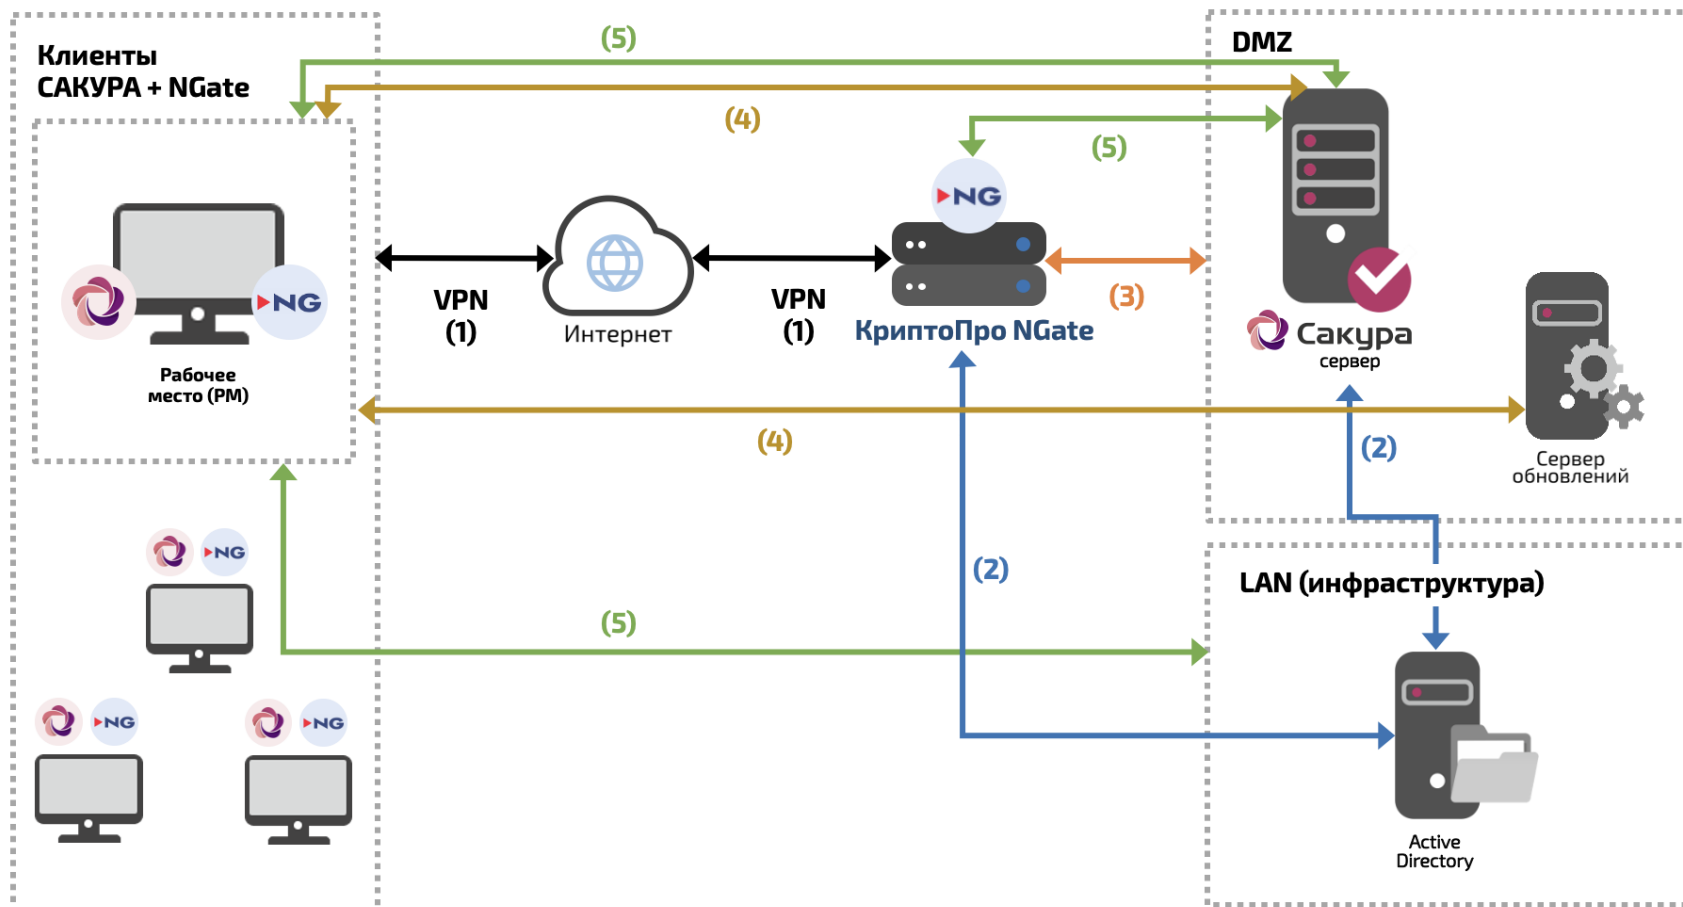 Клиенты
САКУРА + NGate
(5)
DMZ
(4)
(5)
NG
NG
VPN
(1)
Интернет
VPN
(1)
КриптоПро NGate
(3)
Сакура
сервер
Рабочее
место (РМ)
(4)
(2)
Сервер
обновлений
NG
(2)
LAN (инфраструктура)
(5)
NG
NG
Active
Directory